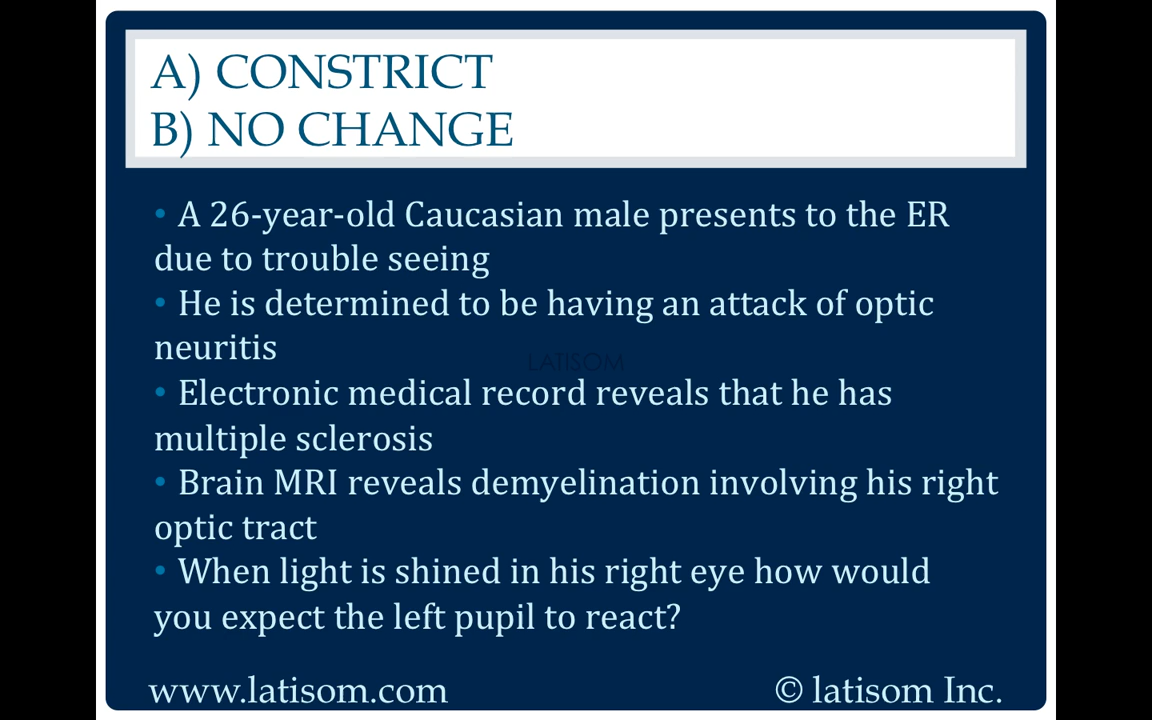 A) CONSTRICT
B) NO CHANGE
• A 26-year-old Caucasian male presents to the ER
due to trouble seeing
• He is determined to be having an attack of optic
neuritis
LATISOM
• Electronic medical record reveals that he has
multiple sclerosis
• Brain MRI reveals demyelination involving his right
optic tract
• When light is shined in his right eye how would
you expect the left pupil to react?
www.latisom.com © latisom Inc.